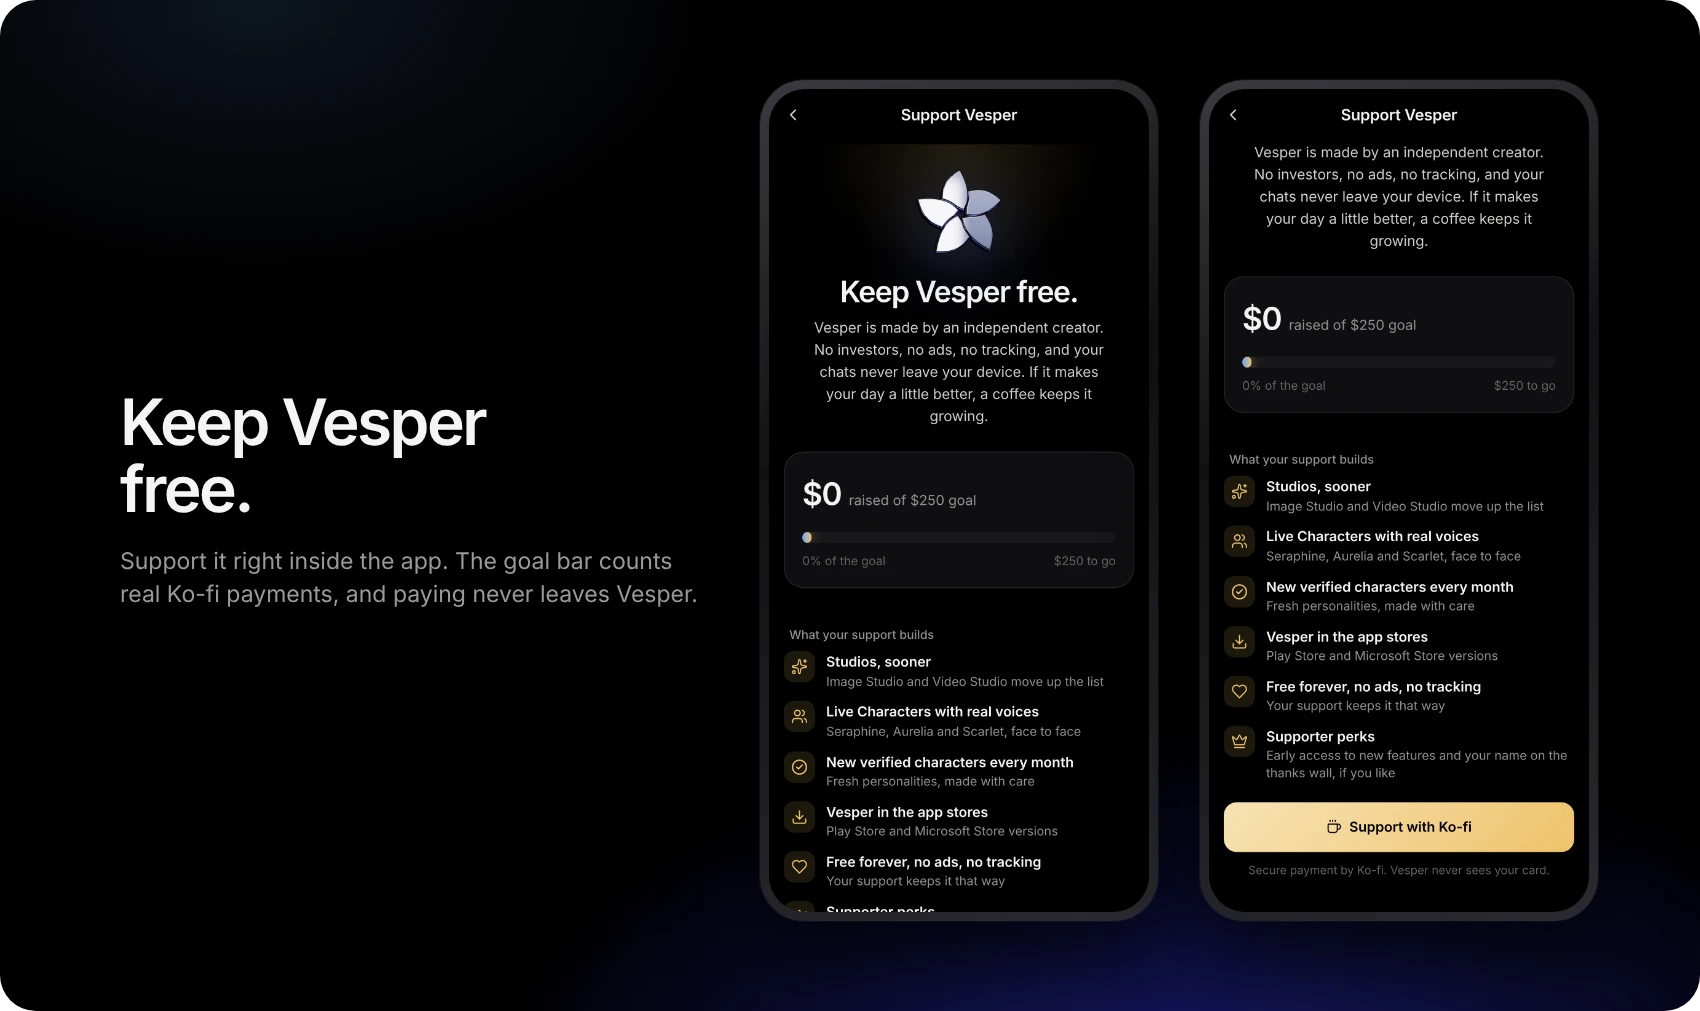 Keep Vesper
free.
Support it right inside the app. The goal bar counts
real Ko-fi payments, and paying never leaves Vesper.
Support Vesper
Keep Vesper free.
Vesper is made by an independent creator.
No investors, no ads, no tracking, and your
chats never leave your device. If it makes
your day a little better, a coffee keeps it
growing.
$0 raised of $250 goal
0% of the goal $250 to go
What your support builds
Studios, sooner
Image Studio and Video Studio move up the list
Live Characters with real voices
Seraphine, Aurelia and Scarlet, face to face
New verified characters every month
Fresh personalities, made with care
Vesper in the app stores
Play Store and Microsoft Store versions
Free forever, no ads, no tracking
Your support keeps it that way
Supporter perks
Support Vesper
Vesper is made by an independent creator.
No investors, no ads, no tracking, and your
chats never leave your device. If it makes
your day a little better, a coffee keeps it
growing.
$0 raised of $250 goal
0% of the goal $250 to go
What your support builds
Studios, sooner
Image Studio and Video Studio move up the list
Live Characters with real voices
Seraphine, Aurelia and Scarlet, face to face
New verified characters every month
Fresh personalities, made with care
Vesper in the app stores
Play Store and Microsoft Store versions
Free forever, no ads, no tracking
Your support keeps it that way
Supporter perks
Early access to new features and your name on the
thanks wall, if you like
Support with Ko-fi
Secure payment by Ko-fi. Vesper never sees your card.